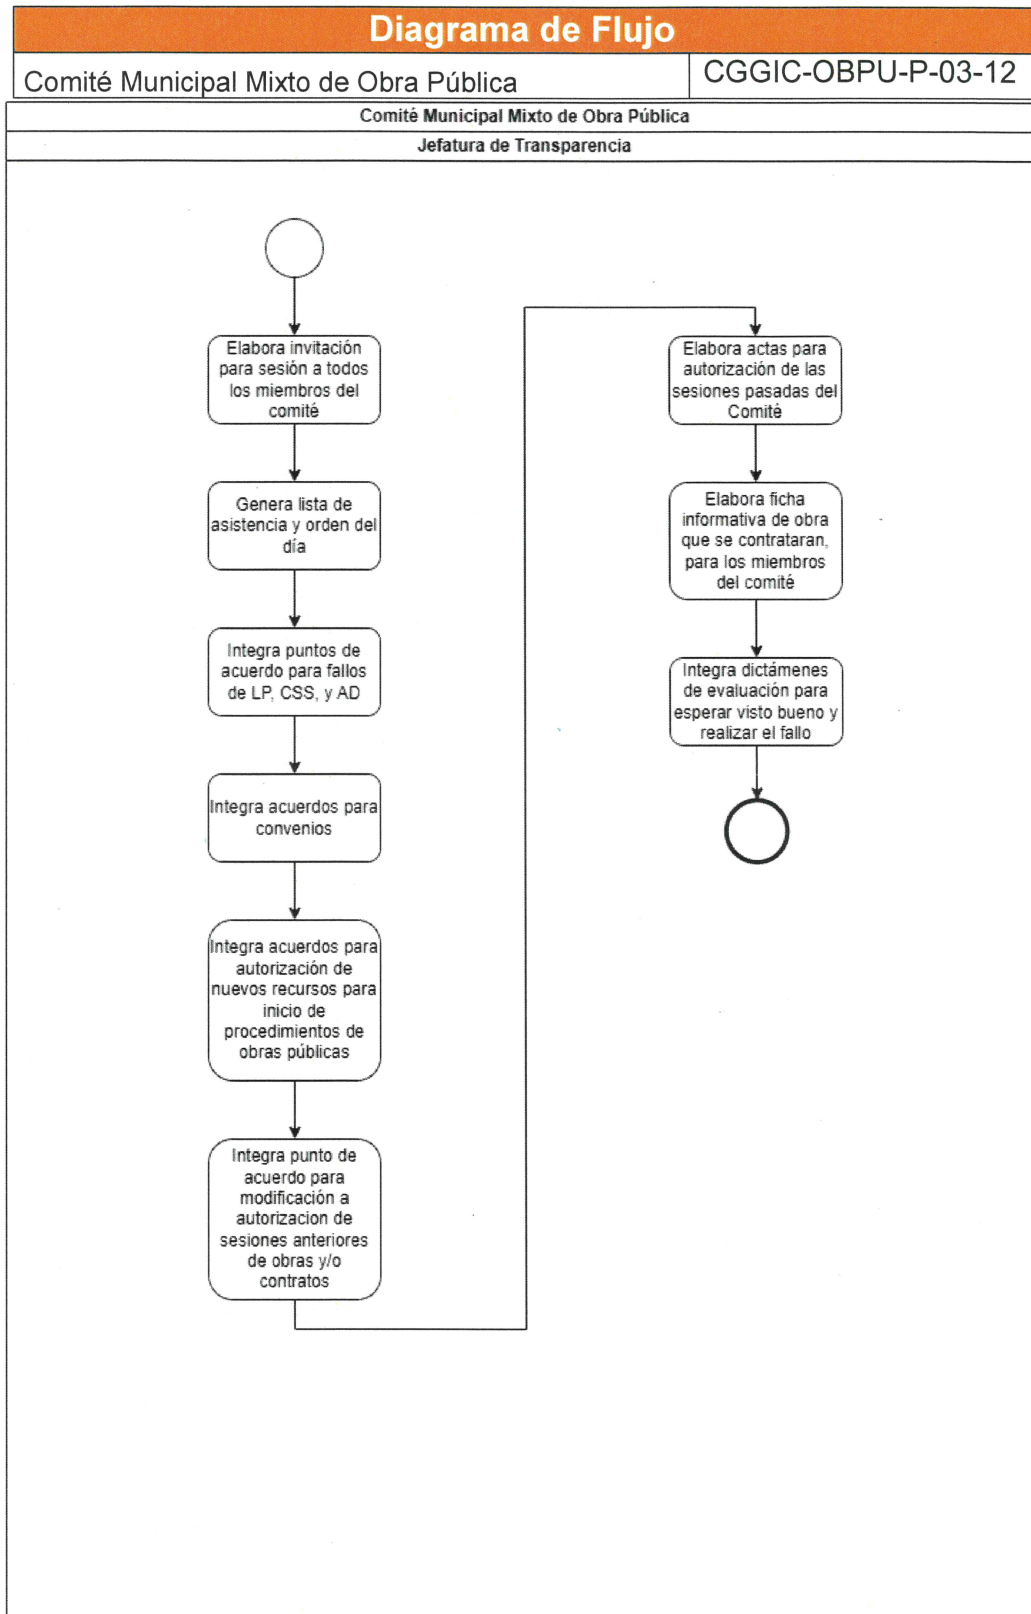 Diagrama de Flujo
Comité Municipal Mixto de Obra Pública
CGGIC-OBPU-P-03-12
Comité Municipal Mixto de Obra Pública
Jefatura de Transparencia
Elabora invitación
para sesión a todos
los miembros del
comité
Genera lista de
asistencia y orden del
día
Integra puntos de
acuerdo para fallos
de LP, CSS, y AD
Integra acuerdos para
convenios
Integra acuerdos para
autorización de
nuevos recursos para
inicio de
procedimientos de
obras públicas
Integra punto de
acuerdo para
modificación a
autorizacion de
sesiones anteriores
de obras y/o
contratos
Elabora actas para
autorización de las
sesiones pasadas del
Comité
Elabora ficha
informativa de obra
que se contrataran,
para los miembros
del comité
Integra dictámenes
de evaluación para
esperar visto bueno y
realizar el fallo